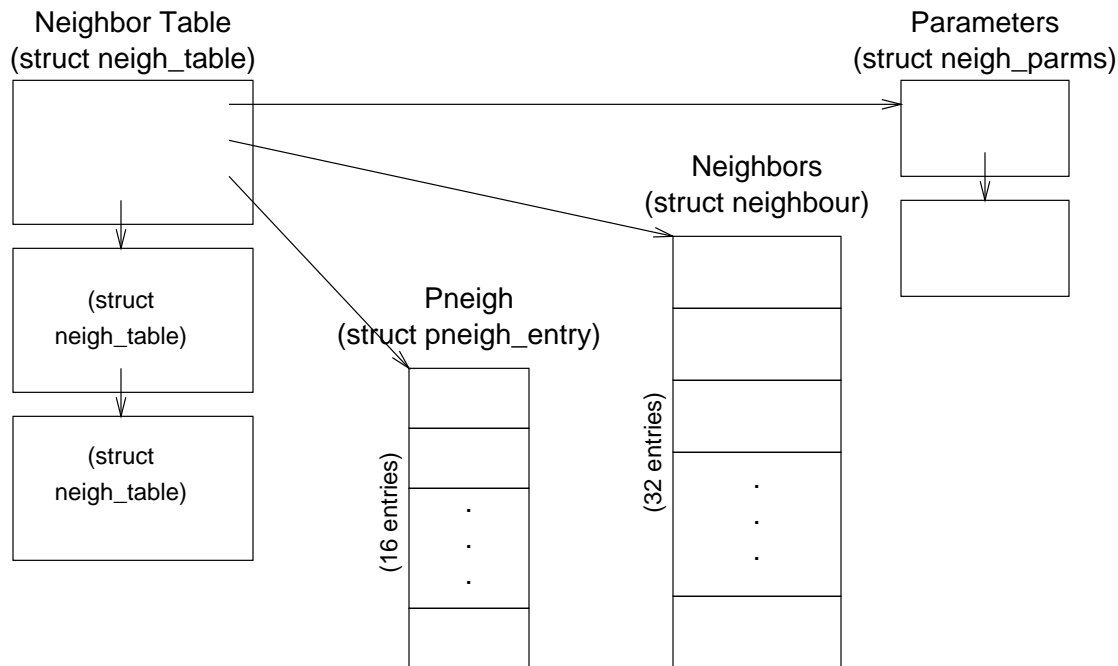 Neighbor Table
(struct neigh_table)
Parameters
(struct neigh_parms)
Neighbors
(struct neighbour)
Pneigh
(struct pneigh_entry)
(struct
neigh_table)
(struct
neigh_table)
(16 entries)
(32 entries)
.
.
.
.
.
.